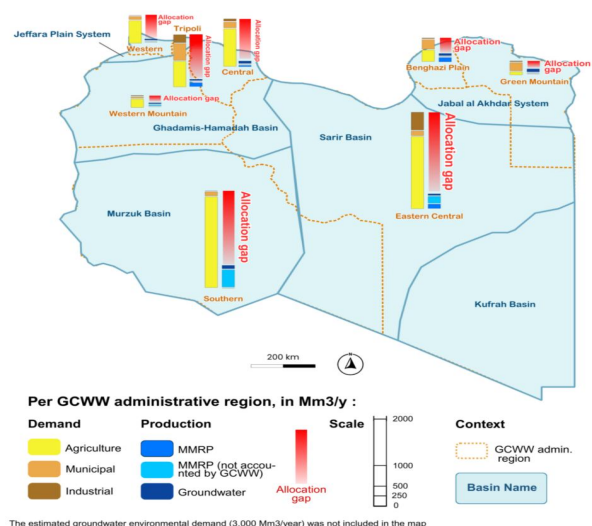 Jeffara Plain System
Western
Allocation
gap
Tripoli
Allocation gap
Central
Allocation gap
Western Mountain
Allocation gap
Ghadamis-Hamadah Basin
Allocation
gap
Benghazi Plain
Allocation
gap
Green Mountain
Jabal al Akhdar System
Sarir Basin
Allocation gap
Eastern Central
Murzuk Basin
Allocation gap
Southern
Kufrah Basin
200 km
Per GCWW administrative region, in Mm3/y :
Demand
Agriculture
Municipal
Industrial
Production
MMRP
MMRP (not accou-
nted by GCWW)
Groundwater
Allocation
gap
Scale
2000
1000
500
250
0
Context
GCWW admin.
region
Basin Name
The estimated groundwater environmental demand (3,000 Mm3/year) was not included in the map